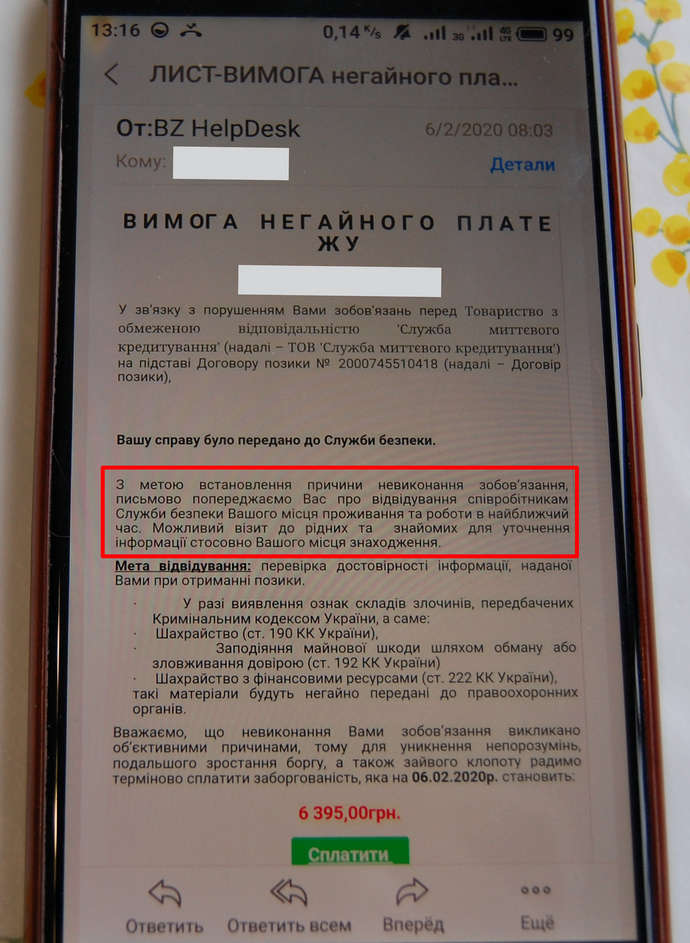 13:16 0,14 K/s 3G 4G LTE 99
ЛИСТ-ВИМОГА негайного пла...
От:BZ HelpDesk 6/2/2020 08:03
Кому: Детали
ВИМОГА НЕГАЙНОГО ПЛАТЕ
ЖУ
У зв'язку з порушенням Вами зобов'язань перед Товариство з
обмеженою відповідальністю 'Служба миттєвого
кредитування' (надалі – ТОВ 'Служба миттєвого кредитування')
на підставі Договору позики № 2000745510418 (надалі – Договір
позики),
Вашу справу було передано до Служби безпеки.
З метою встановлення причини невиконання зобов'язання,
письмово попереджаємо Вас про відвідування співробітникам
Служби безпеки Вашого місця проживання та роботи в найближчий
час. Можливий візит до рідних та знайомих для уточнення
інформації стосовно Вашого місця знаходження.
Мета відвідування: перевірка достовірності інформації, наданої
Вами при отриманні позики.
· У разі виявлення ознак складів злочинів, передбачених
Кримінальним кодексом України, а саме:
· Шахрайство (ст. 190 КК України),
· Заподіяння майнової шкоди шляхом обману або
зловживання довірою (ст. 192 КК України)
· Шахрайство з фінансовими ресурсами (ст. 222 КК України),
такі матеріали будуть негайно передані до правоохоронних
органів.
Вважаємо, що невиконання Вами зобов'язання викликано
об'єктивними причинами, тому для уникнення непорозумінь,
подальшого зростання боргу, а також зайвого клопоту радимо
терміново сплатити заборгованість, яка на 06.02.2020р. становить:
6 395,00грн.
Сплатити
Ответить Ответить всем Вперёд Ещё